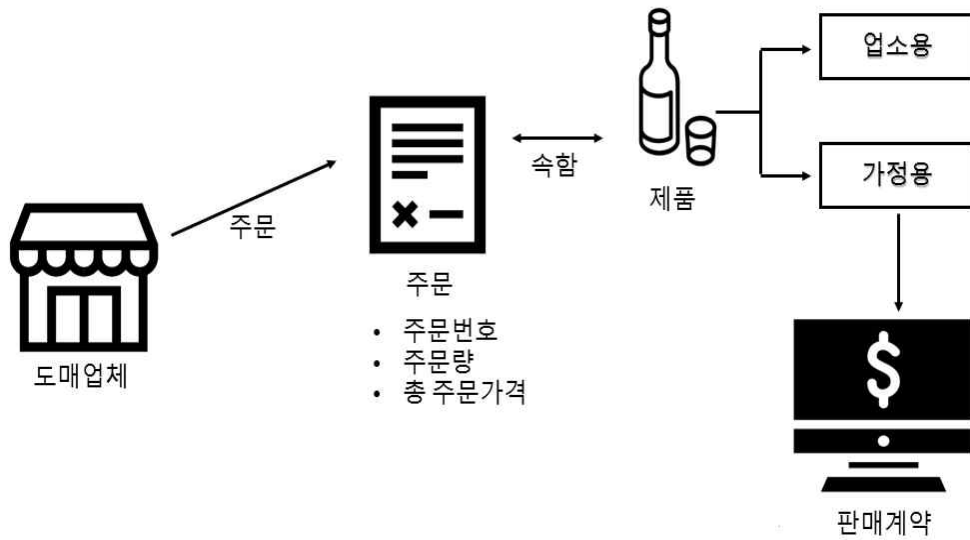 업소용
속함
가정용
제품
주문
도매업체
주문
• 주문번호
• 주문량
• 총 주문가격
$
판매계약